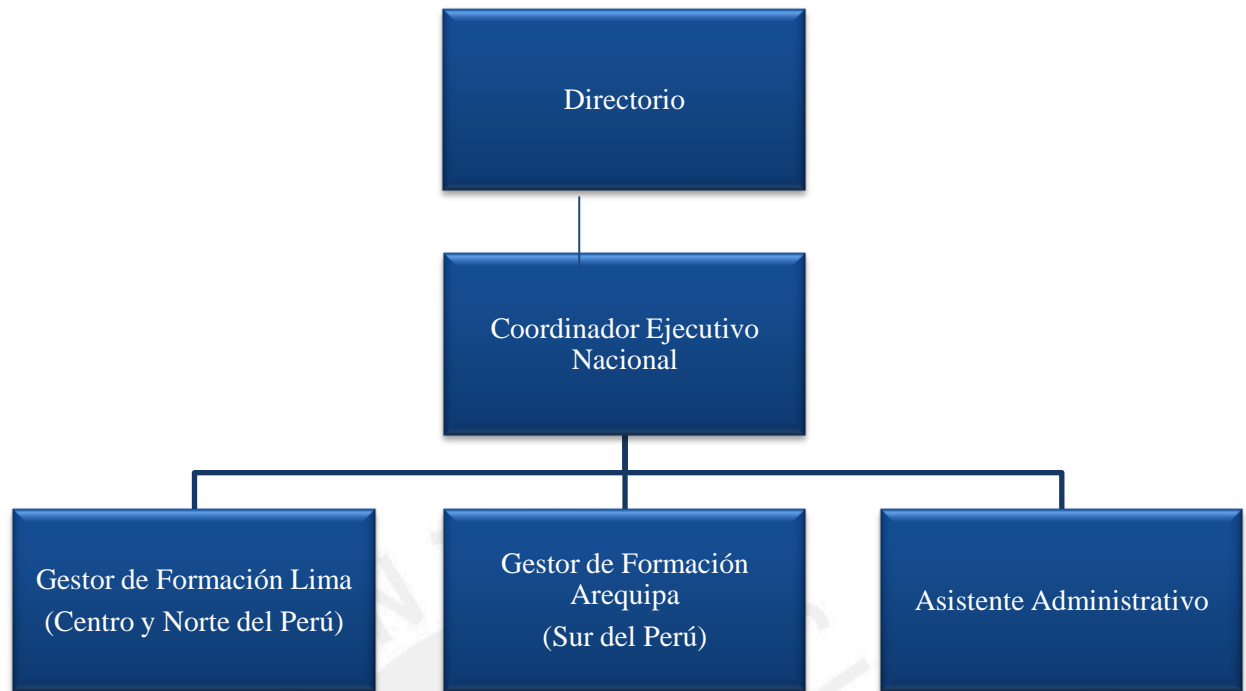 Directorio
Coordinador Ejecutivo
Nacional
Gestor de Formación Lima
(Centro y Norte del Perú)
Gestor de Formación
Arequipa
(Sur del Perú)
Asistente Administrativo